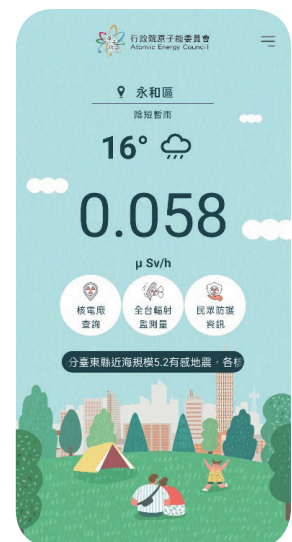 行政院原子能委員會
Atomic Energy Council
永和區
陰短暫雨
16°
0.058
μ Sv/h
核電廠
查詢
全台輻射
監測量
民眾防護
資訊
分臺東縣近海規模5.2有感地震，各核